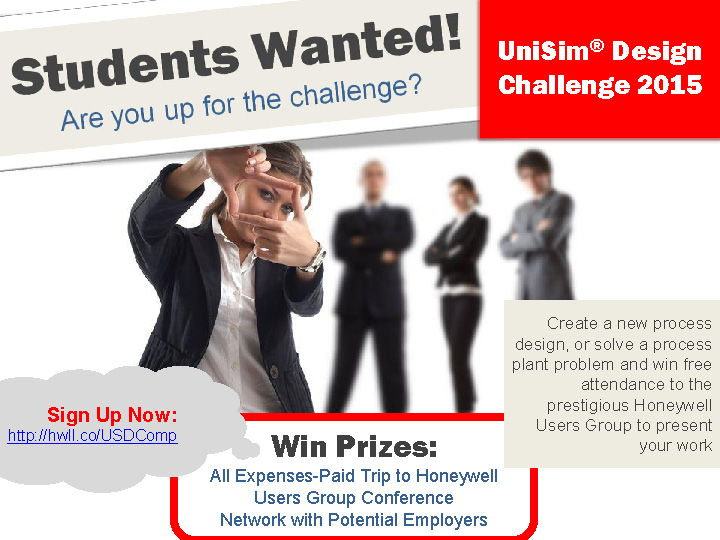 Students Wanted!
Are you up for the challenge?
UniSim® Design
Challenge 2015
Create a new process
design, or solve a process
plant problem and win free
attendance to the
prestigious Honeywell
Users Group to present
your work
Sign Up Now:
http://hwll.co/USDComp
Win Prizes:
All Expenses-Paid Trip to Honeywell
Users Group Conference
Network with Potential Employers